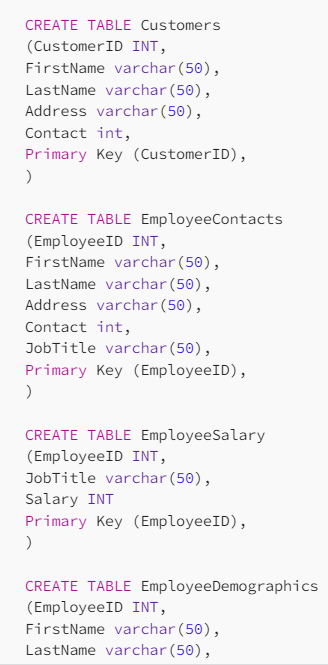 CREATE TABLE Customers
(CustomerID INT,
FirstName varchar(50),
LastName varchar(50),
Address varchar(50),
Contact int,
Primary Key (CustomerID),
)
CREATE TABLE EmployeeContacts
(EmployeeID INT,
FirstName varchar(50),
LastName varchar(50),
Address varchar(50),
Contact int,
JobTitle varchar(50),
Primary Key (EmployeeID),
)
CREATE TABLE EmployeeSalary
(EmployeeID INT,
JobTitle varchar(50),
Salary INT
Primary Key (EmployeeID),
)
CREATE TABLE EmployeeDemographics
(EmployeeID INT,
FirstName varchar(50),
LastName varchar(50),